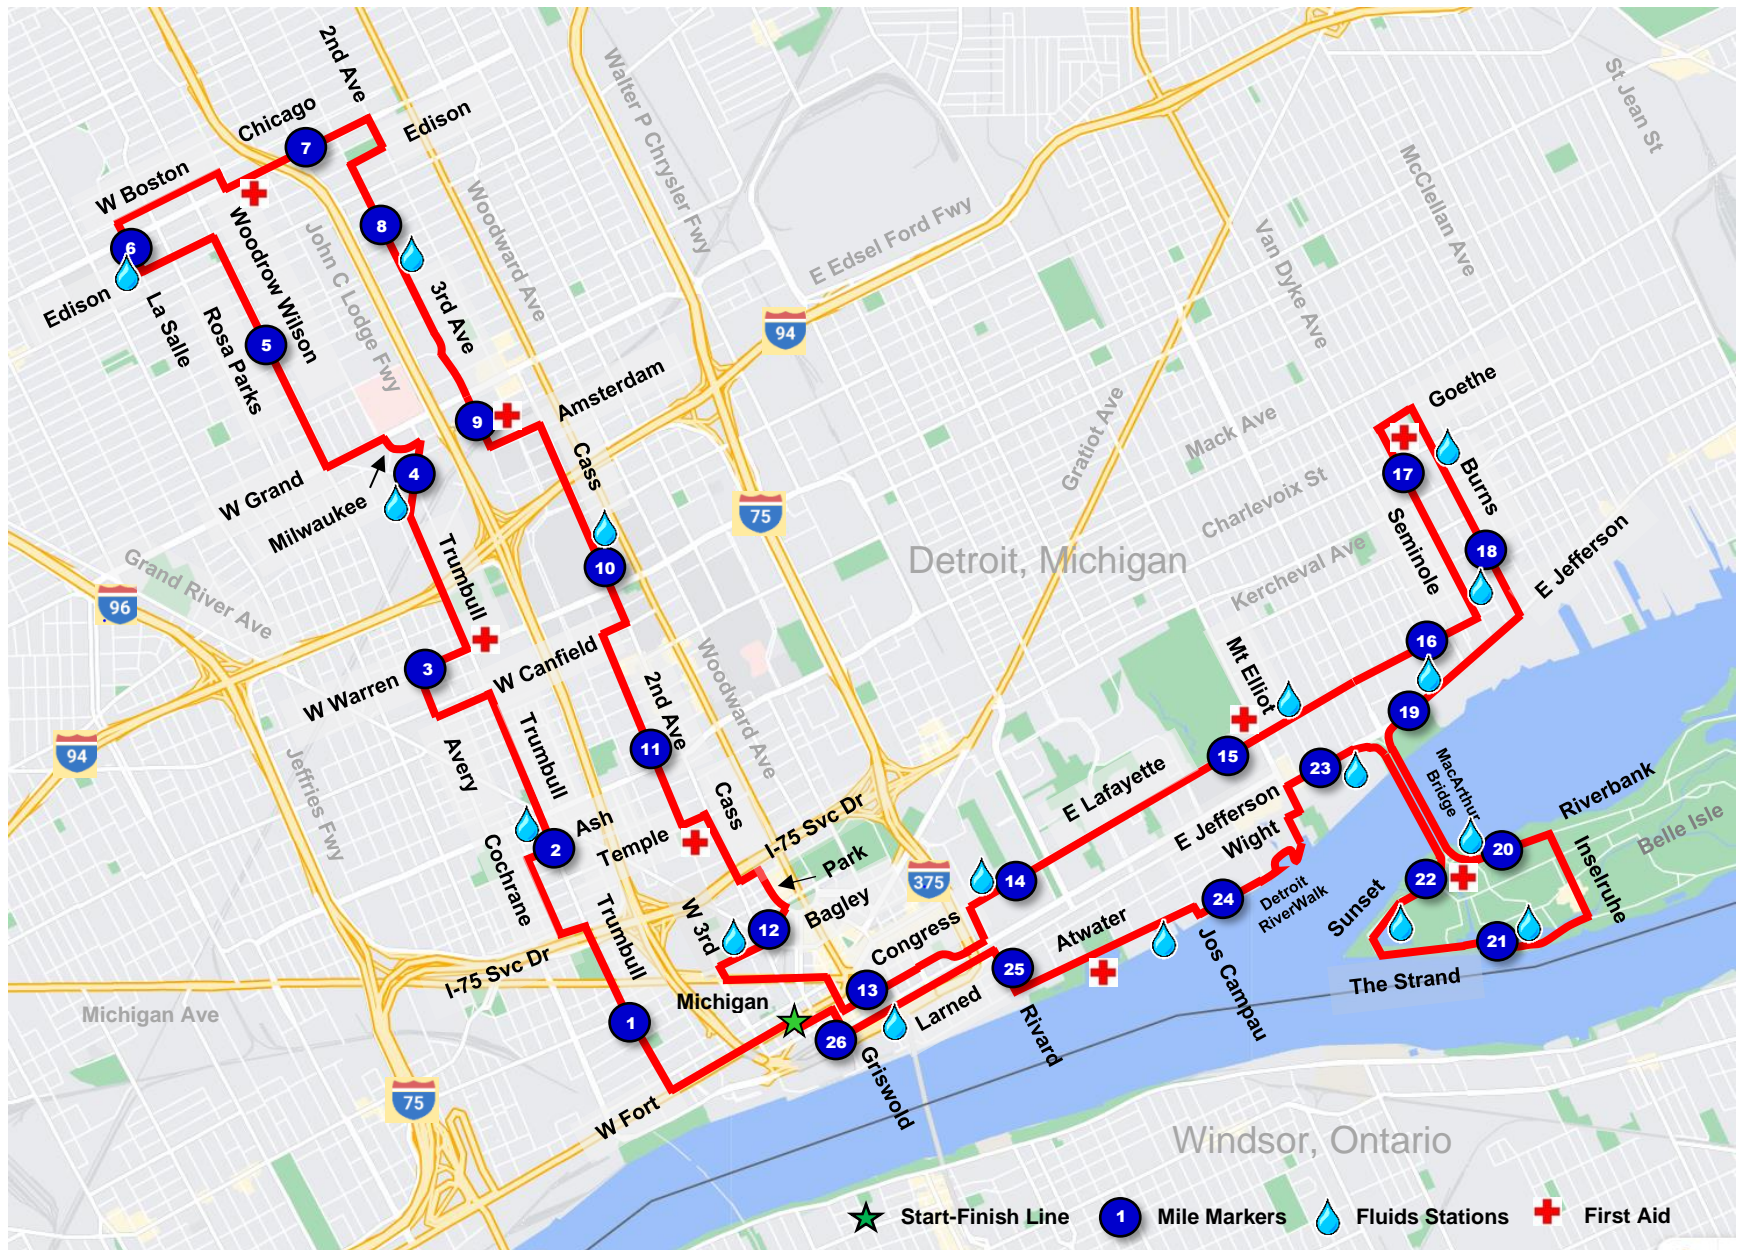 2nd Ave
Chicago
Edison
W Boston
7
Walter P Chrysler Fwy
St Jean St
McClellan Ave
Woodward Ave
E Edsel Ford Fwy
Van Dyke Ave
8
6
Woodrow Wilson
John C Lodge Fwy
Edison
La Salle
Rosa Parks
3rd Ave
5
94
Amsterdam
Goethe
9
Cass
Gratiot Ave
Mack Ave
W Grand
4
Milwaukee
17
Burns
75
Charlevoix St
Seminole
Trumbull
Detroit, Michigan
18
E Jefferson
10
Kercheval Ave
Grand River Ave
96
16
W Canfield
Mt Elliot
3
W Warren
2nd Ave
Woodward Ave
19
94
Avery
Trumbull
11
15
23
MacArthur
Bridge
Riverbank
Jeffries Fwy
Cass
E Lafayette
E Jefferson
Belle Isle
I-75 Svc Dr
Ash
Temple
2
Wight
20
Inselruhe
Cochrane
Park
375
14
22
Detroit
RiverWalk
24
Sunset
Bagley
W 3rd
12
Congress
Atwater
Jos Campau
21
Trumbull
I-75 Svc Dr
25
The Strand
Michigan
13
Larned
Michigan Ave
1
Rivard
26
Griswold
75
W Fort
Windsor, Ontario
Start-Finish Line
1
Mile Markers
Fluids Stations
First Aid